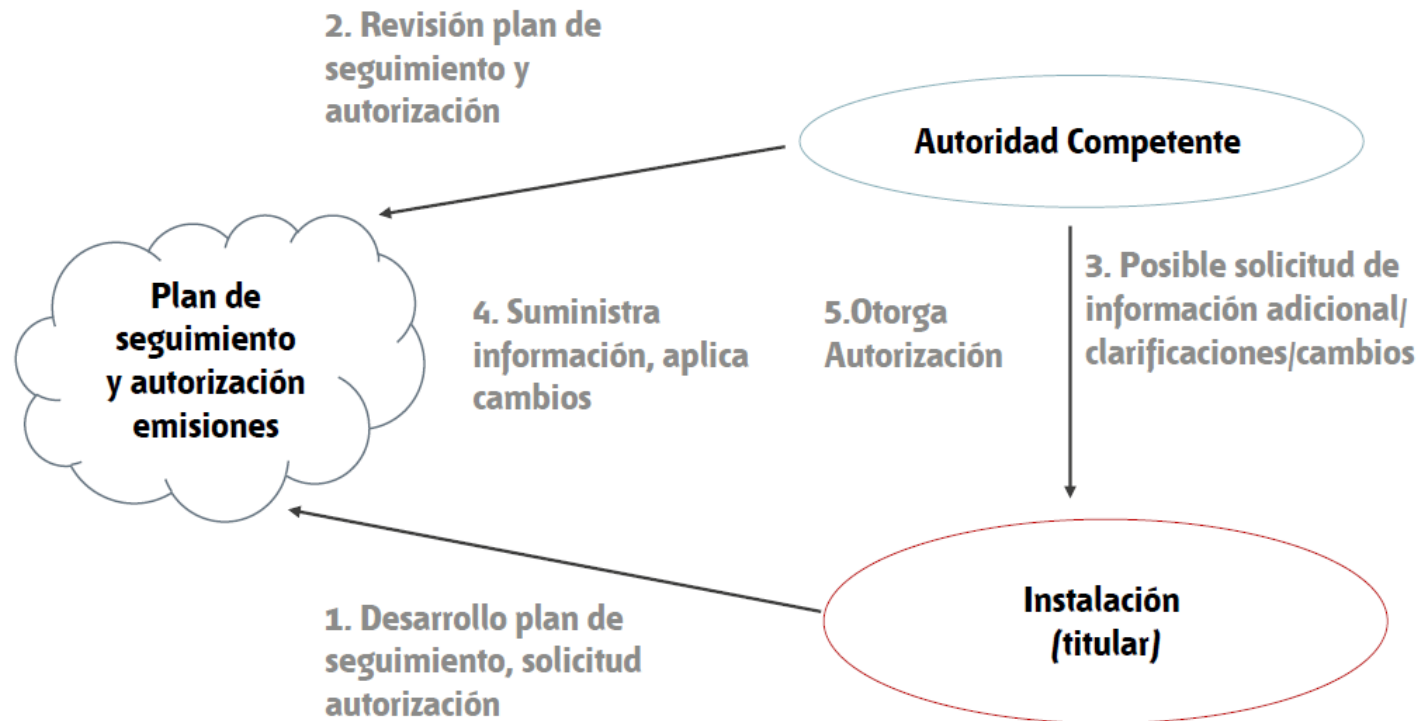 2. Revisión plan de
seguimiento y
autorización
Autoridad Competente
Plan de
seguimiento
y autorización
emisiones
4. Suministra
información, aplica
cambios
5.Otorga
Autorización
3. Posible solicitud de
información adicional/
clarificaciones/cambios
1. Desarrollo plan de
seguimiento, solicitud
autorización
Instalación
(titular)